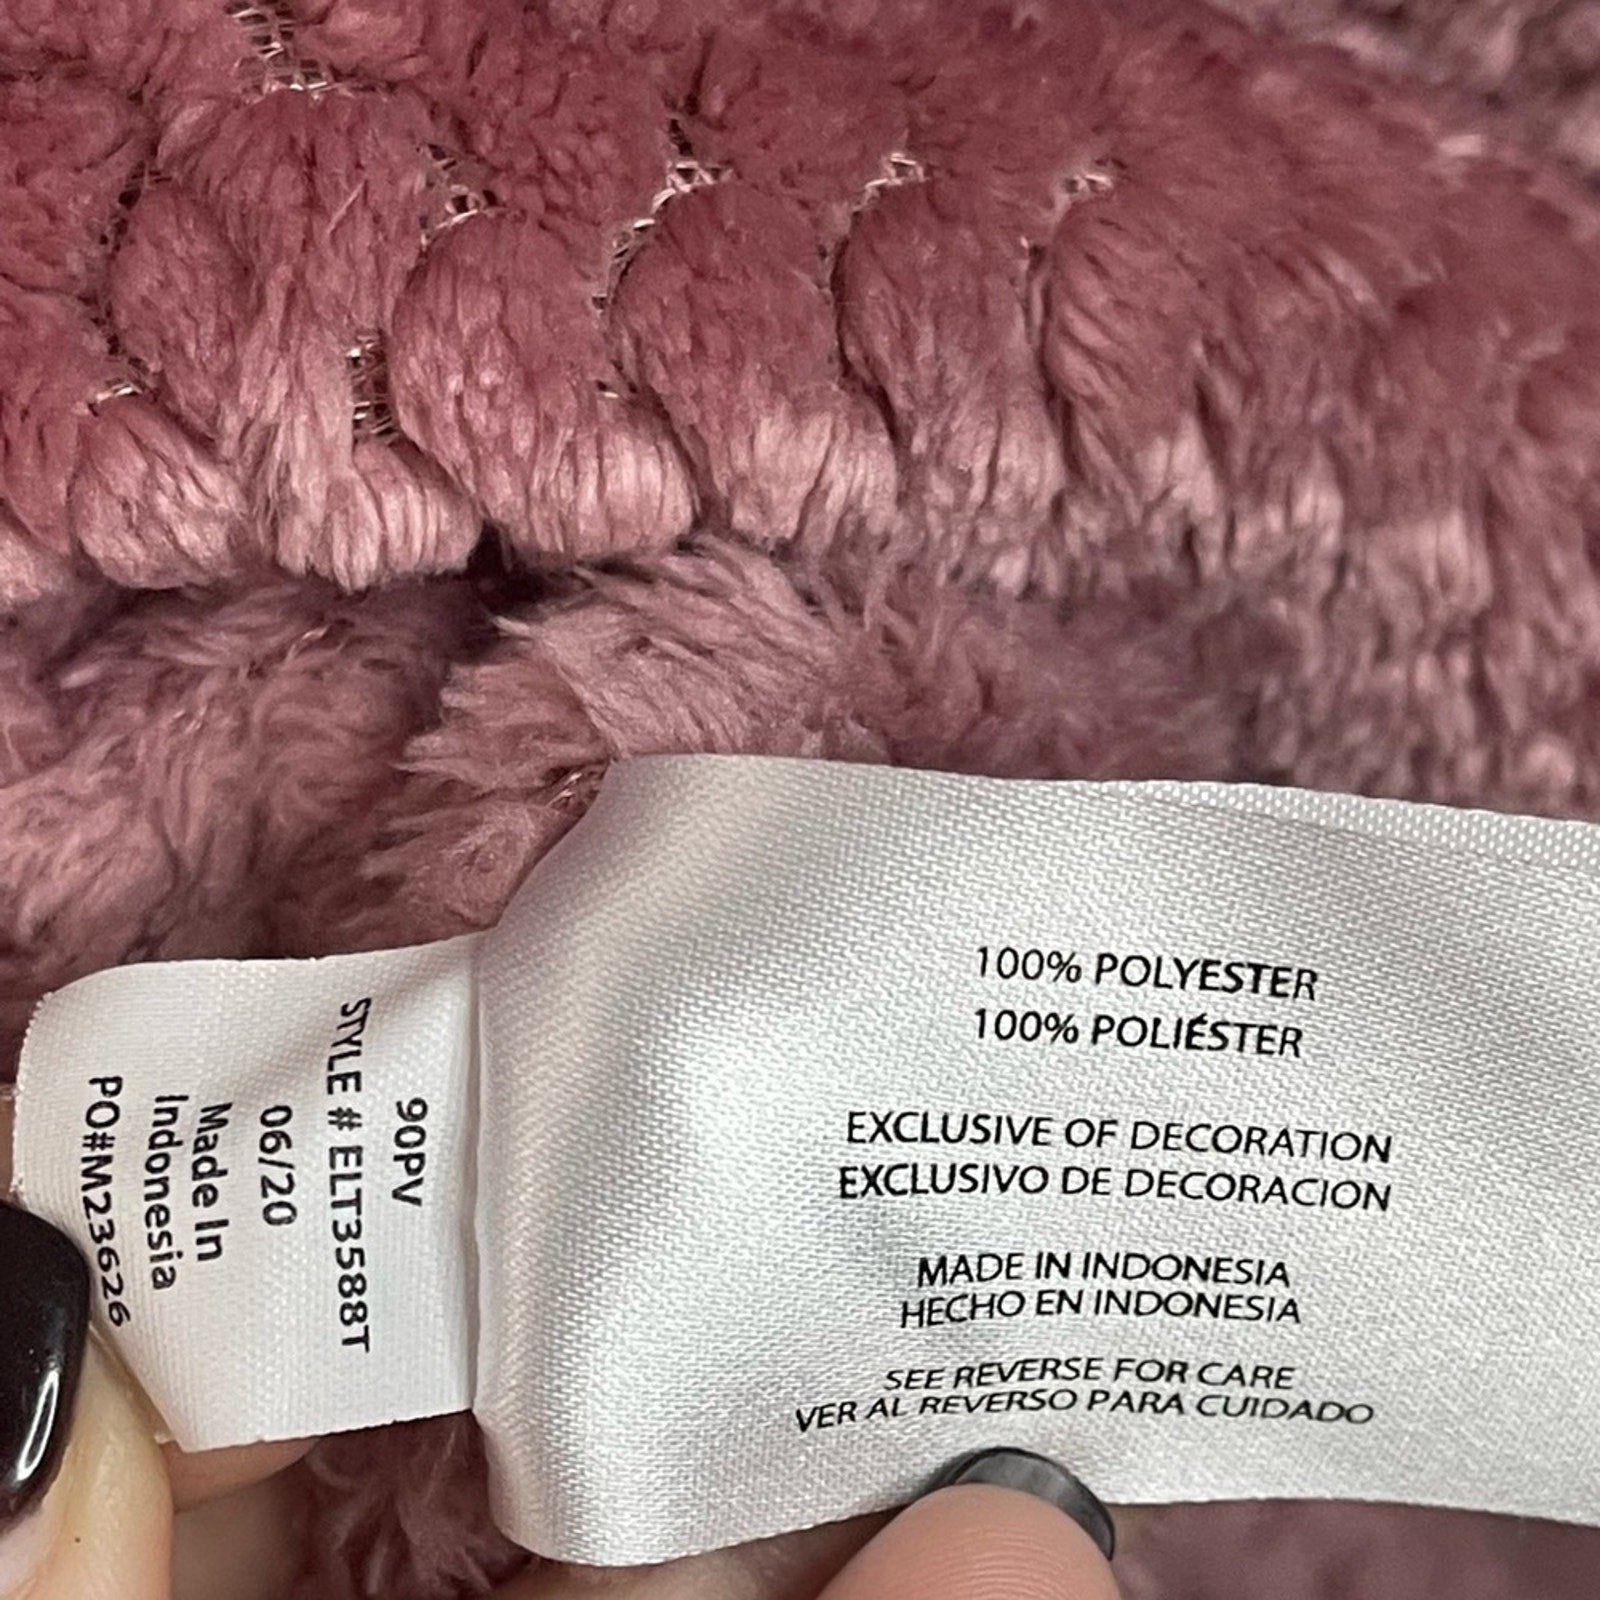 90PV
STYLE # ELT3588T
06/20
Made In
Indonesia
PO#M23626
100% POLYESTER
100% POLIÉSTER
EXCLUSIVE OF DECORATION
EXCLUSIVO DE DECORACION
MADE IN INDONESIA
HECHO EN INDONESIA
SEE REVERSE FOR CARE
VER AL REVERSO PARA CUIDADO